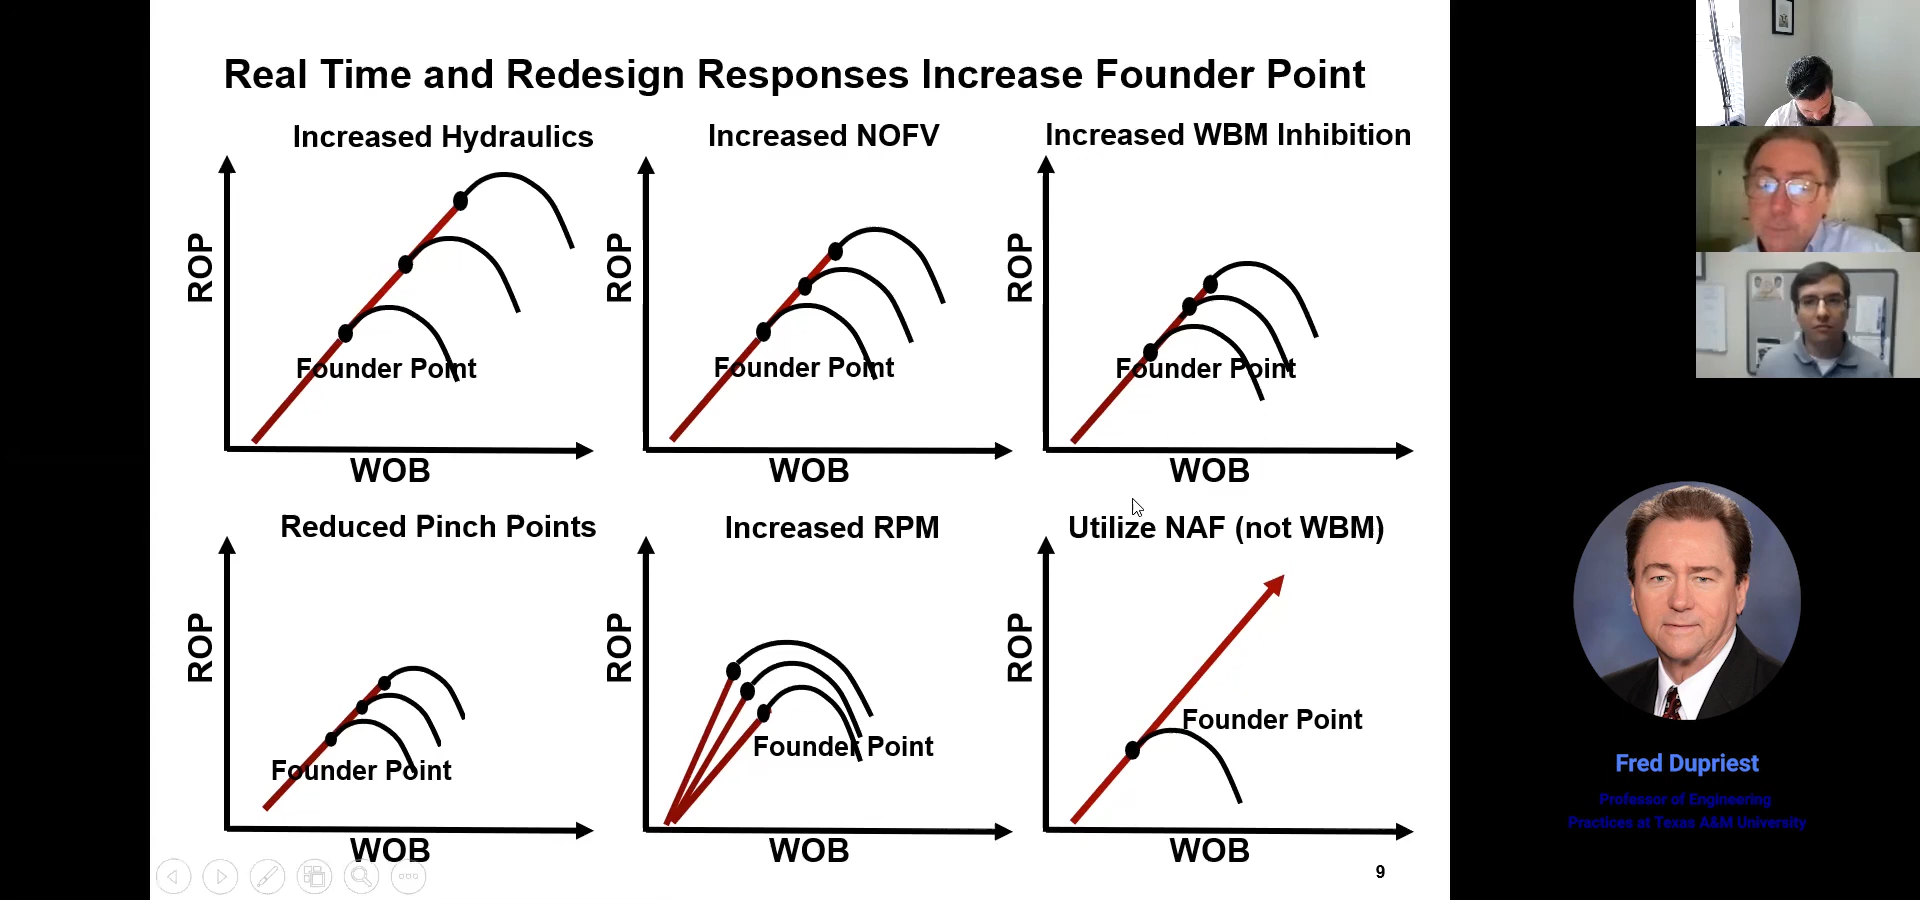 Real Time and Redesign Responses Increase Founder Point
Increased Hydraulics
ROP
Founder Point
WOB
Increased NOFV
ROP
Founder Point
WOB
Increased WBM Inhibition
ROP
Founder Point
WOB
Reduced Pinch Points
ROP
Founder Point
WOB
Increased RPM
ROP
Founder Point
WOB
Utilize NAF (not WBM)
ROP
Founder Point
WOB
9
Fred Dupriest
Professor of Engineering
Practices at Texas A&M University